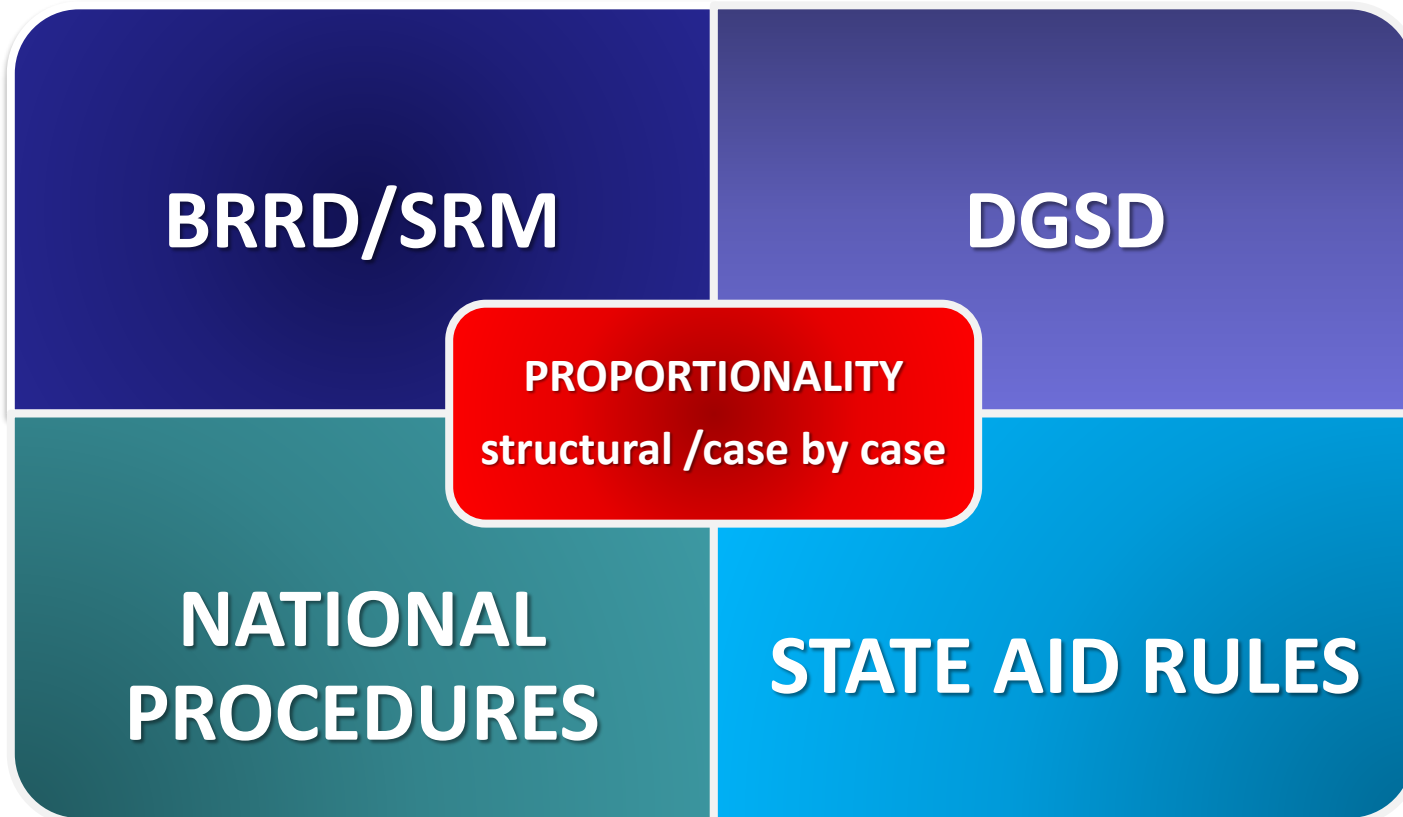 BRRD/SRM
DGSD
PROPORTIONALITY
structural /case by case
NATIONAL
PROCEDURES
STATE AID RULES